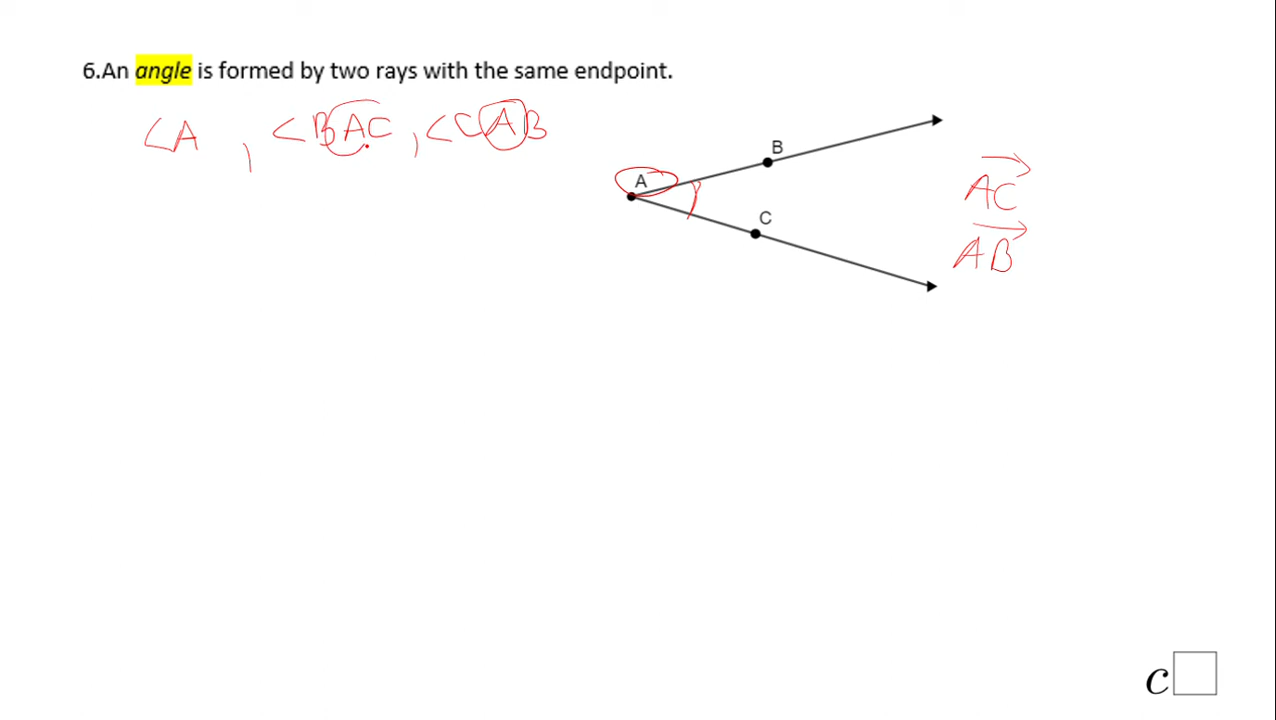 6.An angle is formed by two rays with the same endpoint.
<A , <BAC , <CAB
B
A
C
AC
AB
c